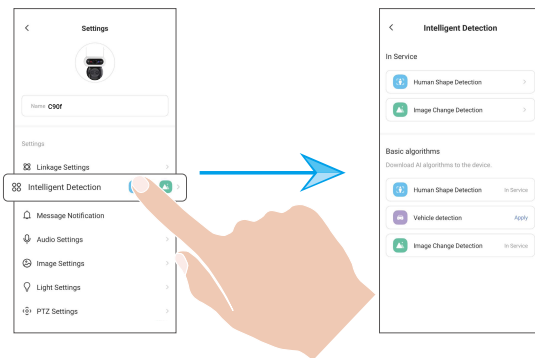 Settings
Name C90f
Settings
Linkage Settings
Intelligent Detection
Message Notification
Audio Settings
Image Settings
Light Settings
PTZ Settings
Intelligent Detection
In Service
Human Shape Detection
Image Change Detection
Basic algorithms
Download AI algorithms to the device.
Human Shape Detection In Service
Vehicle detection Apply
Image Change Detection In Service